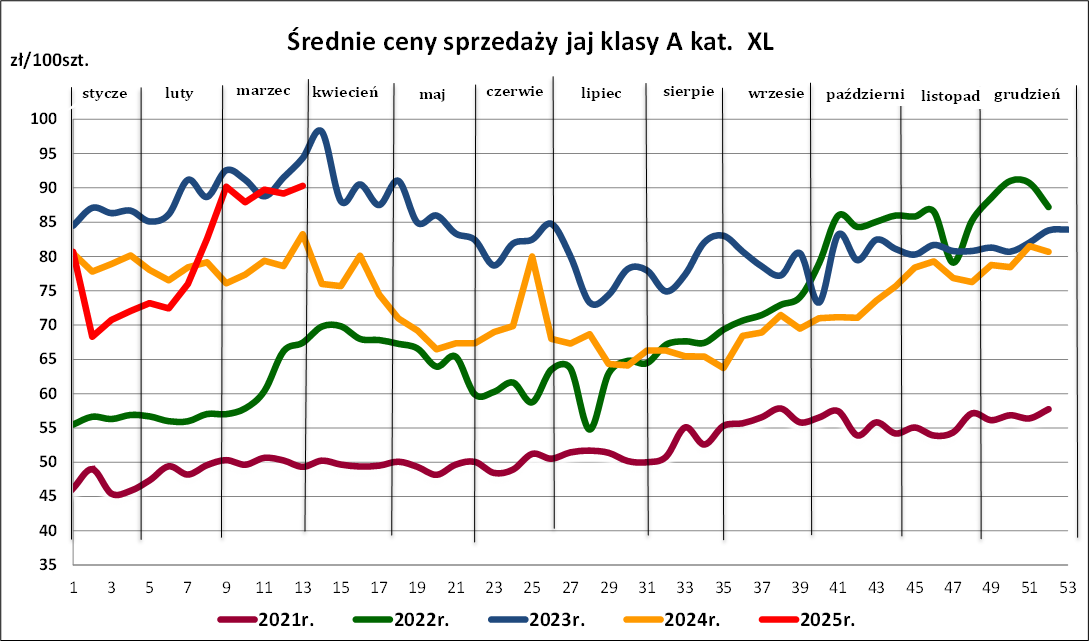 Średnie ceny sprzedaży jaj klasy A kat. XL
zł/100szt.
stycze luty marzec kwiecień maj czerwie lipiec sierpie wrzesie październi listopad grudzień
100
95
90
85
80
75
70
65
60
55
50
45
40
35
1 3 5 7 9 11 13 15 17 19 21 23 25 27 29 31 33 35 37 39 41 43 45 47 49 51 53
2021r. 2022r. 2023r. 2024r. 2025r.